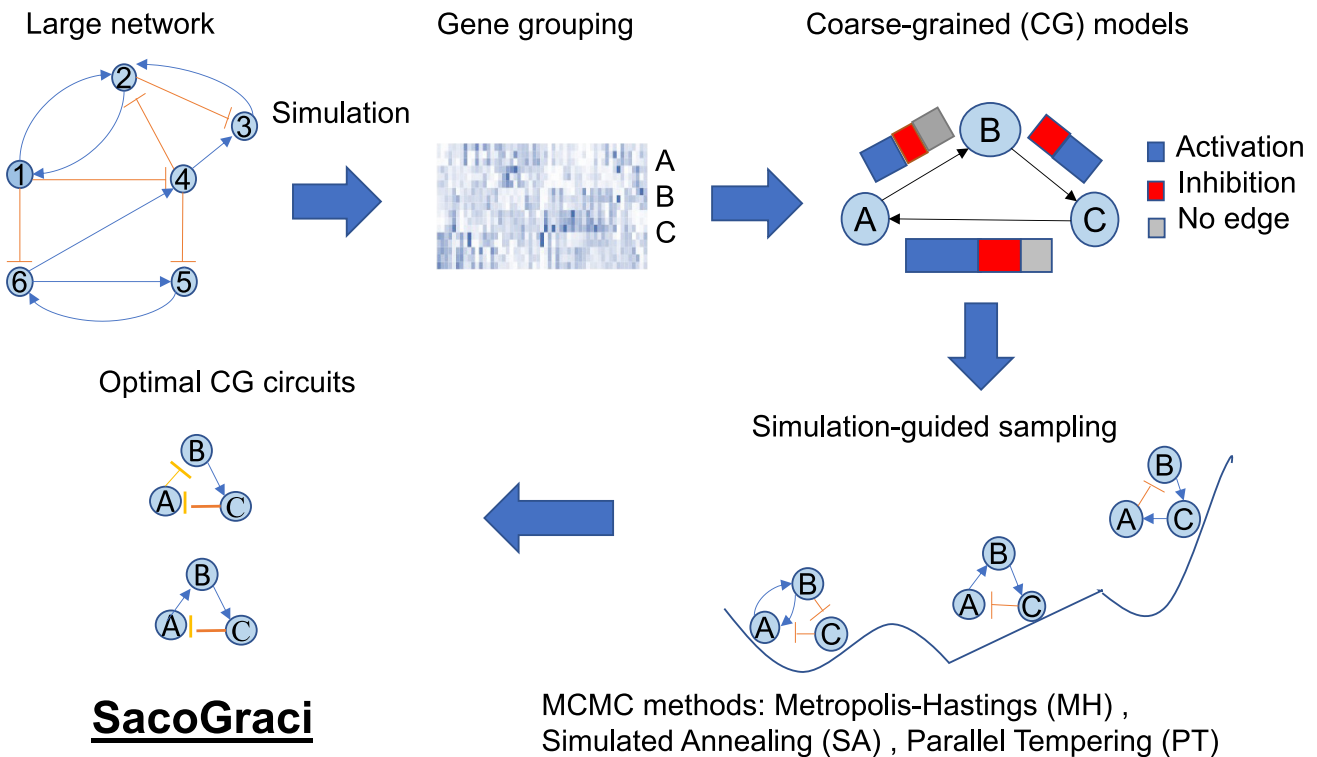 Large network
Gene grouping
Coarse-grained (CG) models
2
3
1
4
6
5
Simulation
A
B
C
B
A
C
Activation
Inhibition
No edge
Optimal CG circuits
B
A
C
B
A
C
Simulation-guided sampling
B
A
C
B
A
C
B
A
C
SacoGraci
MCMC methods: Metropolis-Hastings (MH) ,
Simulated Annealing (SA) , Parallel Tempering (PT)